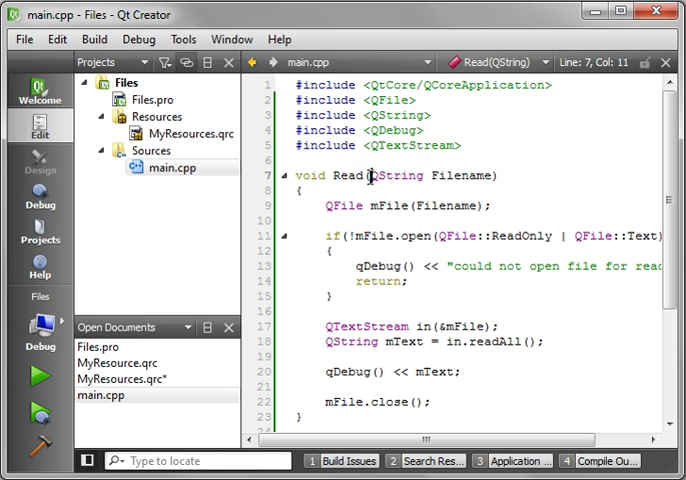 main.cpp - Files - Qt Creator
File Edit Build Debug Tools Window Help
Projects main.cpp Read(QString) Line: 7, Col: 11
Welcome
Edit
Design
Debug
Projects
Help
Files
Debug
Files
Files.pro
Resources
MyResources.qrc
Sources
main.cpp
Open Documents
Files.pro
MyResource.qrc
MyResources.qrc*
main.cpp
1 #include <QtCore/QCoreApplication>
2 #include <QFile>
3 #include <QString>
4 #include <QDebug>
5 #include <QTextStream>
6
7 void Read(QString Filename)
8 {
9 QFile mFile(Filename);
10
11 if(!mFile.open(QFile::ReadOnly | QFile::Text)
12 {
13 qDebug() << "could not open file for read
14 return;
15 }
16
17 QTextStream in(&mFile);
18 QString mText = in.readAll();
19
20 qDebug() << mText;
21
22 mFile.close();
23 }
Type to locate 1 Build Issues 2 Search Res... 3 Application ... 4 Compile Ou...